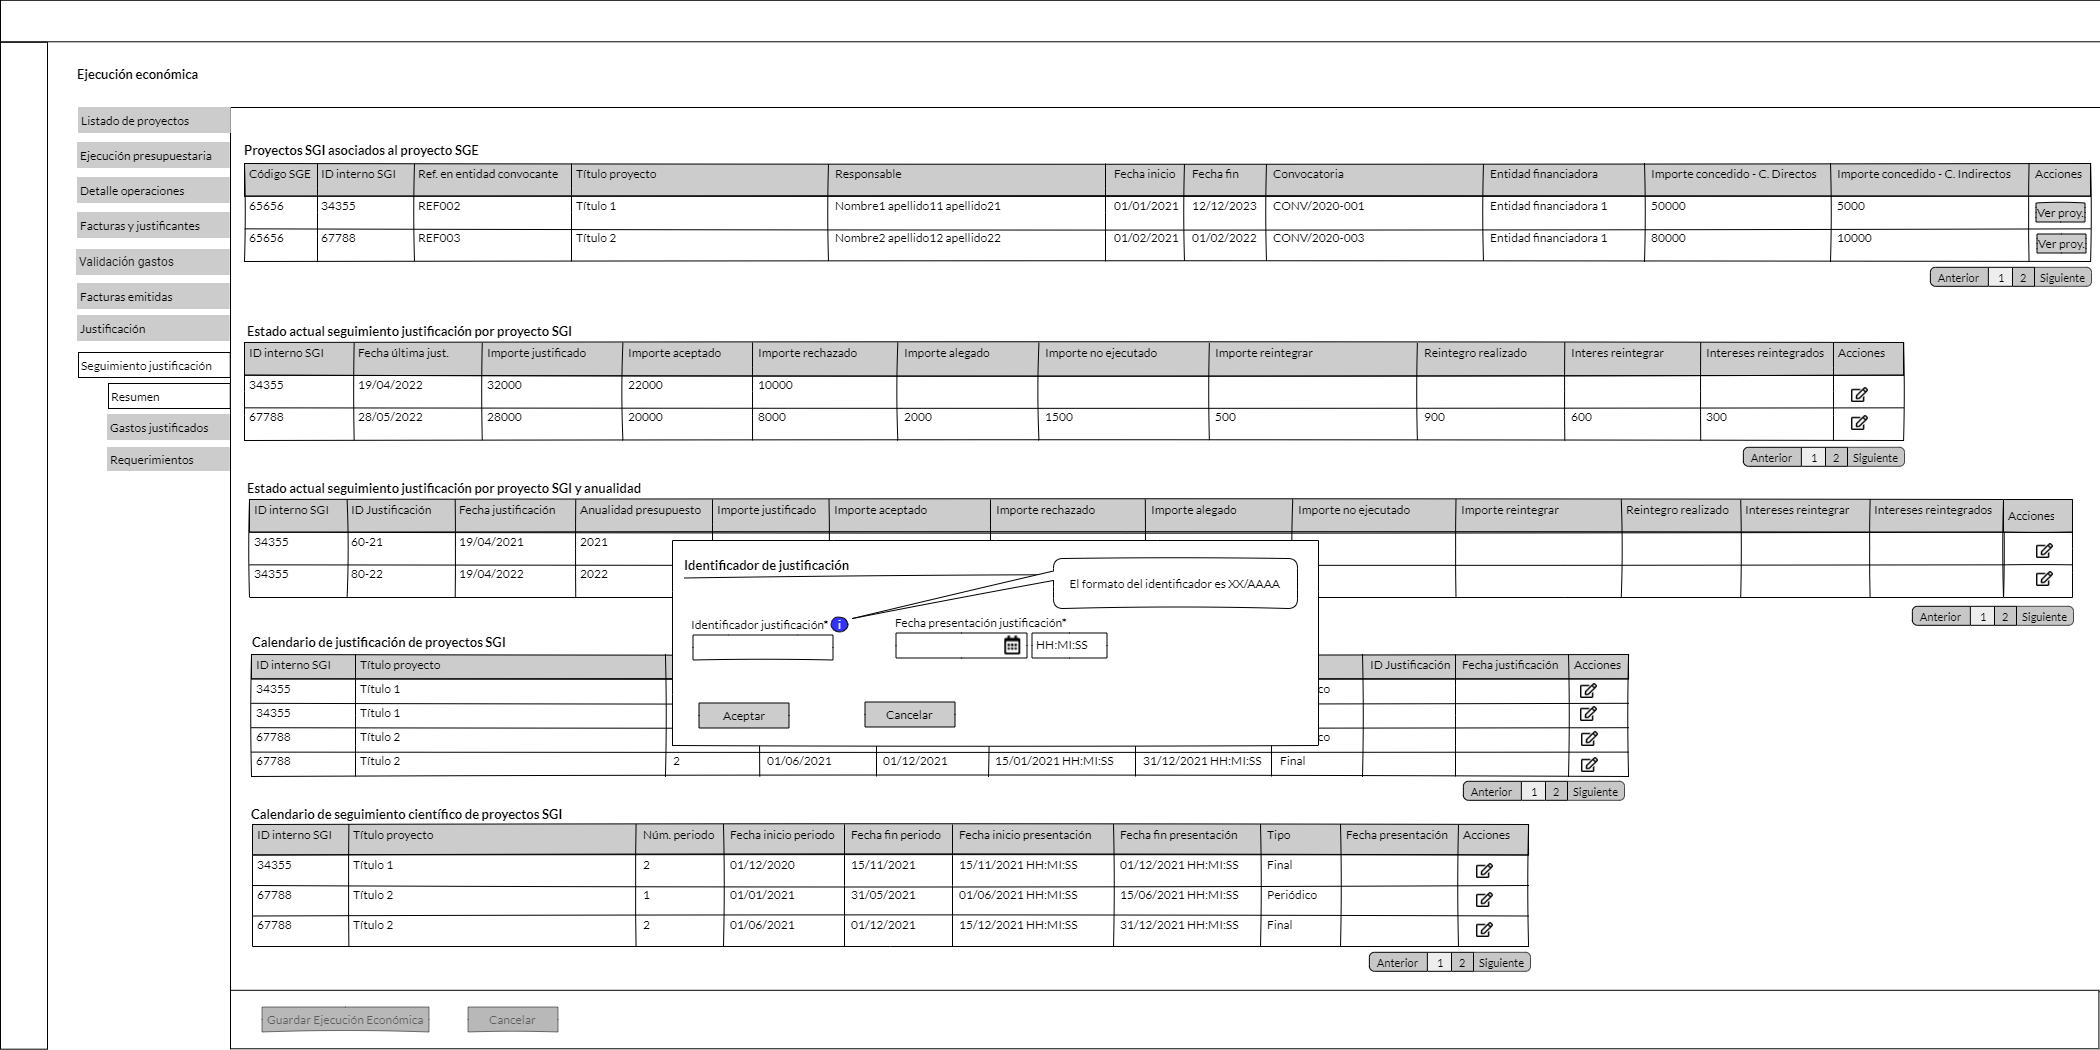 Ejecución económica
Listado de proyectos
Ejecución presupuestaria
Detalle operaciones
Facturas y justificantes
Validación gastos
Facturas emitidas
Justificación
Seguimiento justificación
Resumen
Gastos justificados
Requerimientos
Proyectos SGI asociados al proyecto SGE
Código SGE ID interno SGI Ref. en entidad convocante Título proyecto Responsable Fecha inicio Fecha fin Convocatoria Entidad financiadora Importe concedido - C. Directos Importe concedido - C. Indirectos Acciones
65656 34355 REF002 Título 1 Nombre1 apellido11 apellido21 01/01/2021 12/12/2023 CONV/2020-001 Entidad financiadora 1 50000 5000 Ver proy.
65656 67788 REF003 Título 2 Nombre2 apellido12 apellido22 01/02/2021 01/02/2022 CONV/2020-003 Entidad financiadora 1 80000 10000 Ver proy.
Anterior 1 2 Siguiente
Estado actual seguimiento justificación por proyecto SGI
ID interno SGI Fecha última just. Importe justificado Importe aceptado Importe rechazado Importe alegado Importe no ejecutado Importe reintegrar Reintegro realizado Interes reintegrar Intereses reintegrados Acciones
34355 19/04/2022 32000 22000 10000
67788 28/05/2022 28000 20000 8000 2000 1500 500 900 600 300
Anterior 1 2 Siguiente
Estado actual seguimiento justificación por proyecto SGI y anualidad
ID interno SGI ID Justificación Fecha justificación Anualidad presupuesto Importe justificado Importe aceptado Importe rechazado Importe alegado Importe no ejecutado Importe reintegrar Reintegro realizado Intereses reintegrar Intereses reintegrados Acciones
34355 60-21 19/04/2021 2021
34355 80-22 19/04/2022 2022
Anterior 1 2 Siguiente
Identificador de justificación
El formato del identificador es XX/AAAA
Identificador justificación* i Fecha presentación justificación*
HH:MI:SS
Aceptar Cancelar
Calendario de justificación de proyectos SGI
ID interno SGI Título proyecto ID Justificación Fecha justificación Acciones
34355 Título 1 co
34355 Título 1
67788 Título 2 co
67788 Título 2 2 01/06/2021 01/12/2021 15/01/2021 HH:MI:SS 31/12/2021 HH:MI:SS Final
Anterior 1 2 Siguiente
Calendario de seguimiento científico de proyectos SGI
ID interno SGI Título proyecto Núm. periodo Fecha inicio periodo Fecha fin periodo Fecha inicio presentación Fecha fin presentación Tipo Fecha presentación Acciones
34355 Título 1 2 01/12/2020 15/11/2021 15/11/2021 HH:MI:SS 01/12/2021 HH:MI:SS Final
67788 Título 2 1 01/01/2021 31/05/2021 01/06/2021 HH:MI:SS 15/06/2021 HH:MI:SS Periódico
67788 Título 2 2 01/06/2021 01/12/2021 15/12/2021 HH:MI:SS 31/12/2021 HH:MI:SS Final
Anterior 1 2 Siguiente
Guardar Ejecución Económica Cancelar